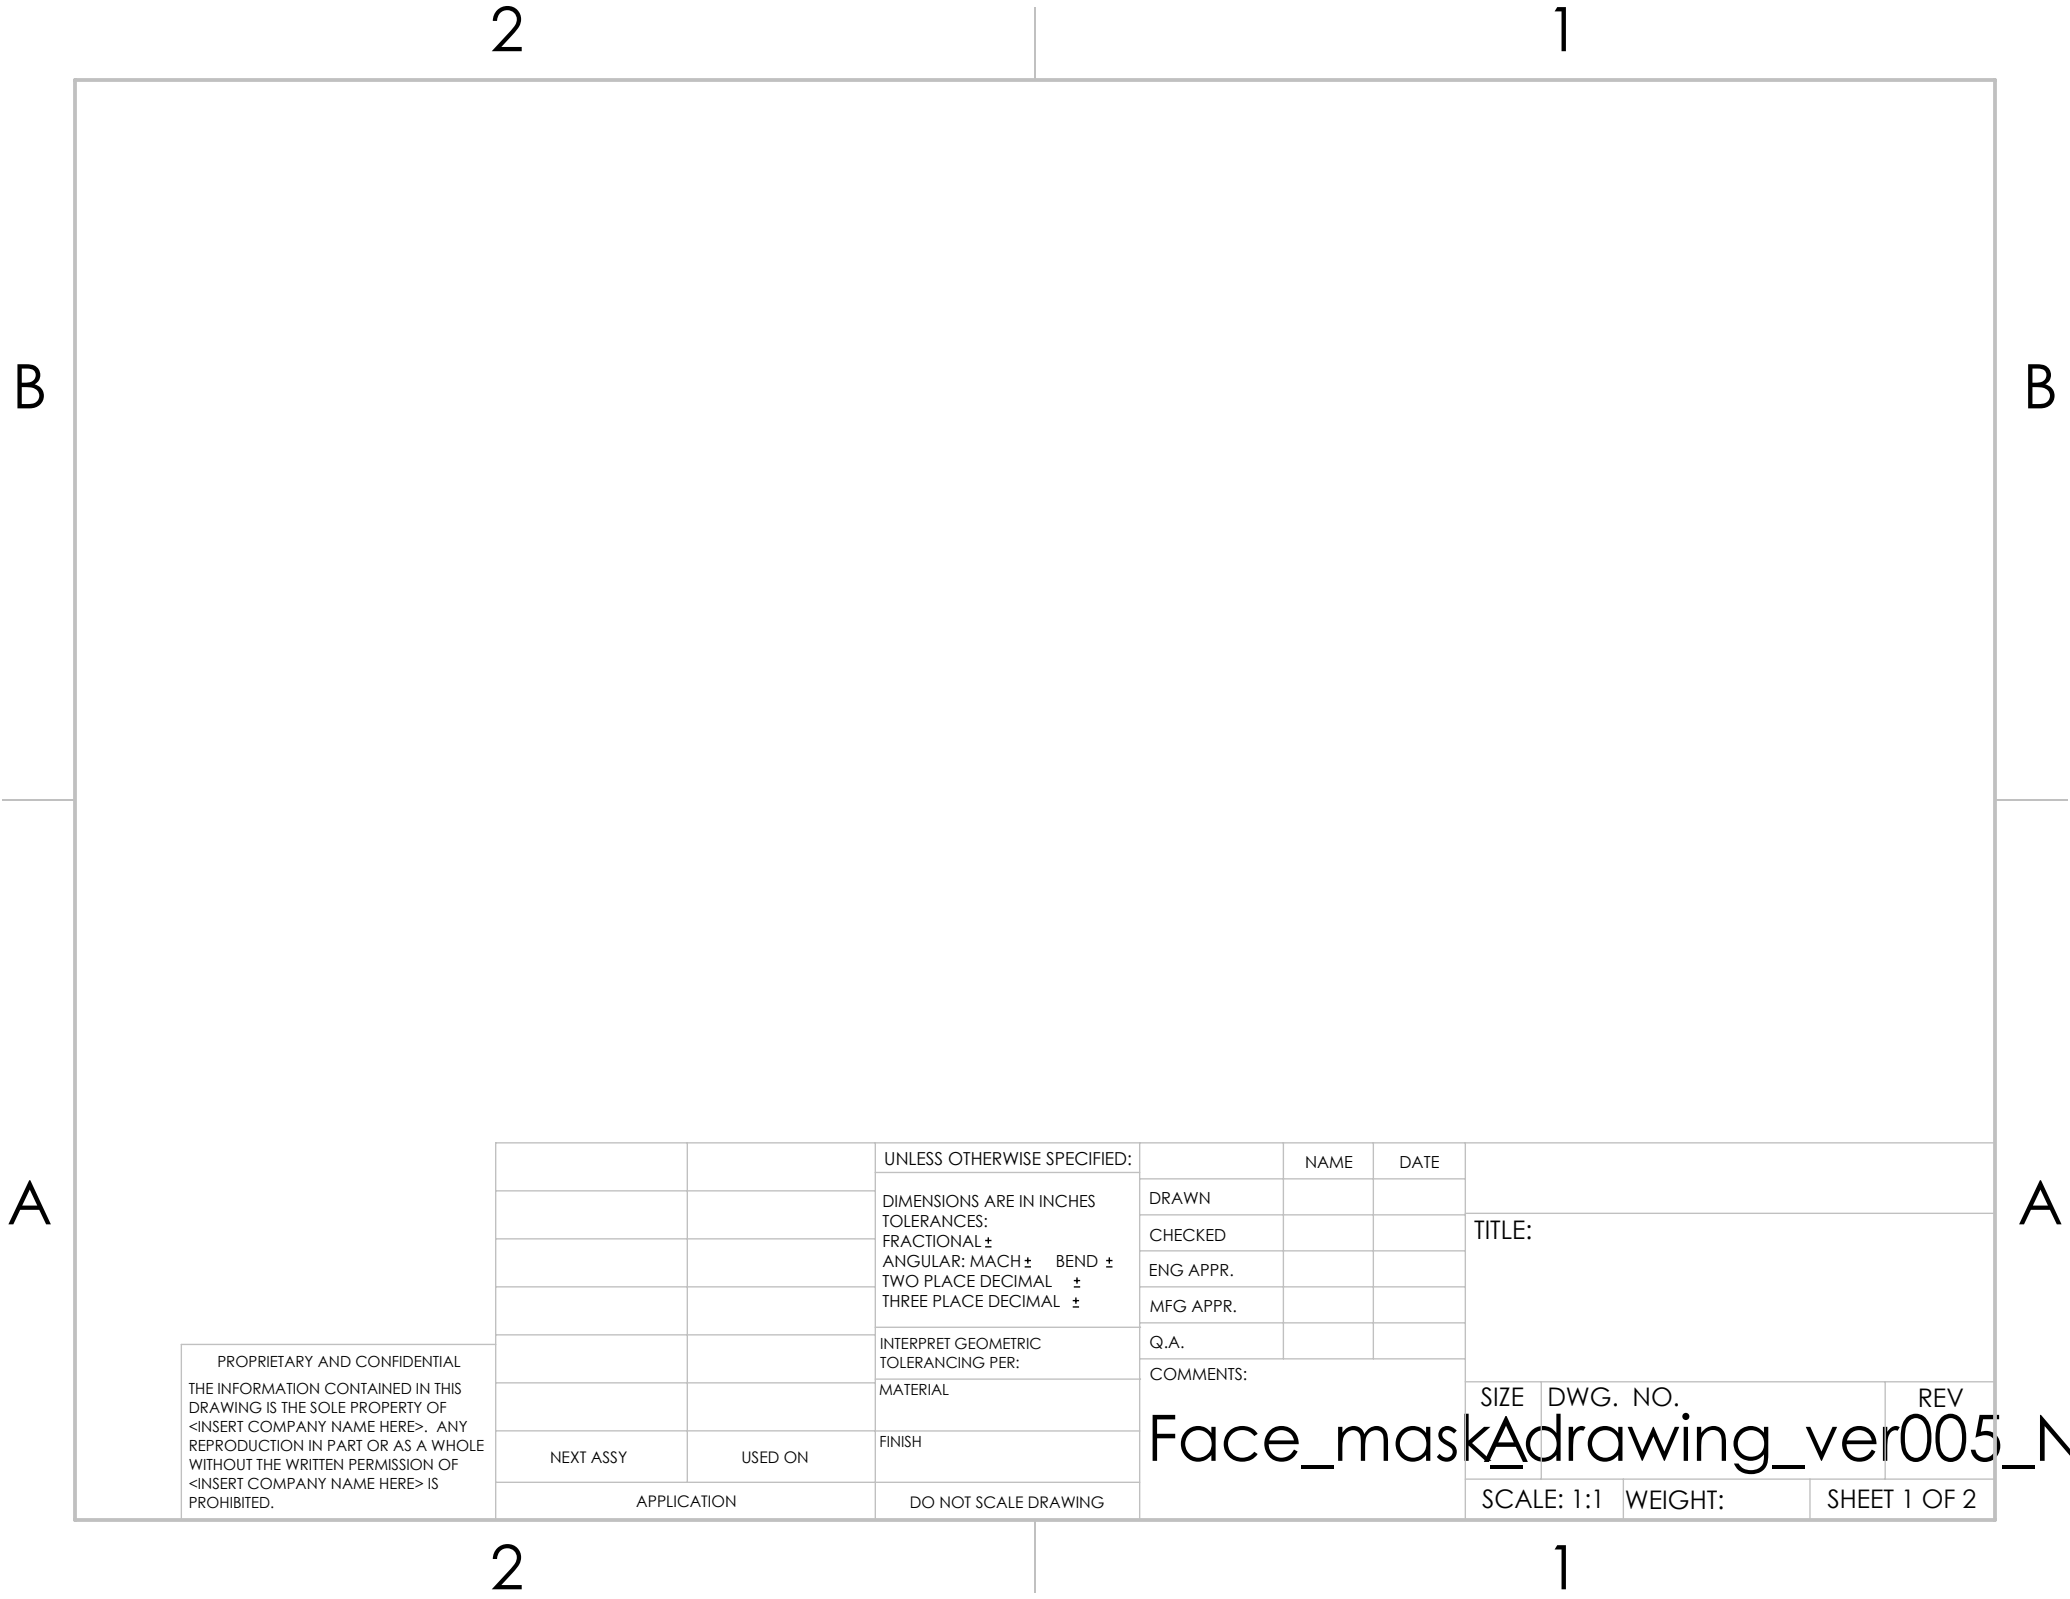 2 1
B B
A A
UNLESS OTHERWISE SPECIFIED:
DIMENSIONS ARE IN INCHES
TOLERANCES:
FRACTIONAL ±
ANGULAR: MACH ± BEND ±
TWO PLACE DECIMAL ±
THREE PLACE DECIMAL ±
INTERPRET GEOMETRIC
TOLERANCING PER:
MATERIAL
FINISH
DO NOT SCALE DRAWING
NAME DATE
DRAWN
CHECKED
ENG APPR.
MFG APPR.
Q.A.
COMMENTS:
TITLE:
SIZE DWG. NO. REV
A
Face_mask_drawing_ver005_N
SCALE: 1:1 WEIGHT: SHEET 1 OF 2
PROPRIETARY AND CONFIDENTIAL
THE INFORMATION CONTAINED IN THIS
DRAWING IS THE SOLE PROPERTY OF
<INSERT COMPANY NAME HERE>. ANY
REPRODUCTION IN PART OR AS A WHOLE
WITHOUT THE WRITTEN PERMISSION OF
<INSERT COMPANY NAME HERE> IS
PROHIBITED.
NEXT ASSY USED ON
APPLICATION
2 1